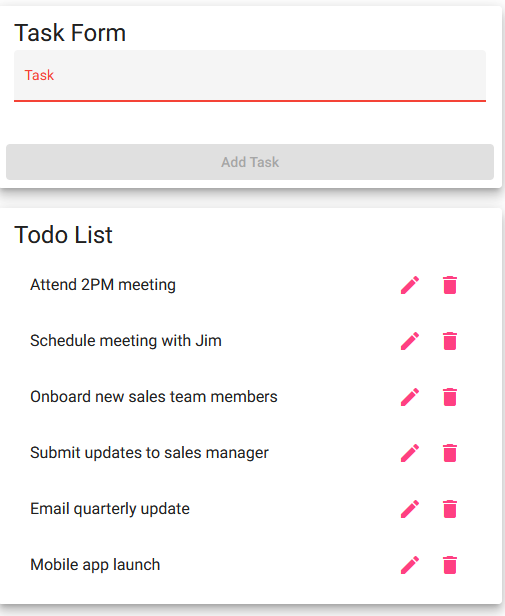 Task Form
Task
Add Task
Todo List
Attend 2PM meeting
Schedule meeting with Jim
Onboard new sales team members
Submit updates to sales manager
Email quarterly update
Mobile app launch